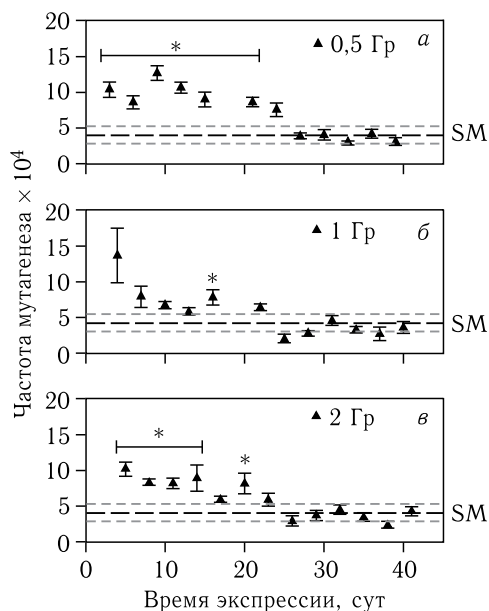 20
15
10
5
0
*
▲ 0,5 Гр
а
SM
20
15
10
5
0
*
▲ 1 Гр
б
SM
20
15
10
5
0
*
*
▲ 2 Гр
в
SM
0 10 20 30 40
Время экспрессии, сут
Частота мутагенеза × 10⁴